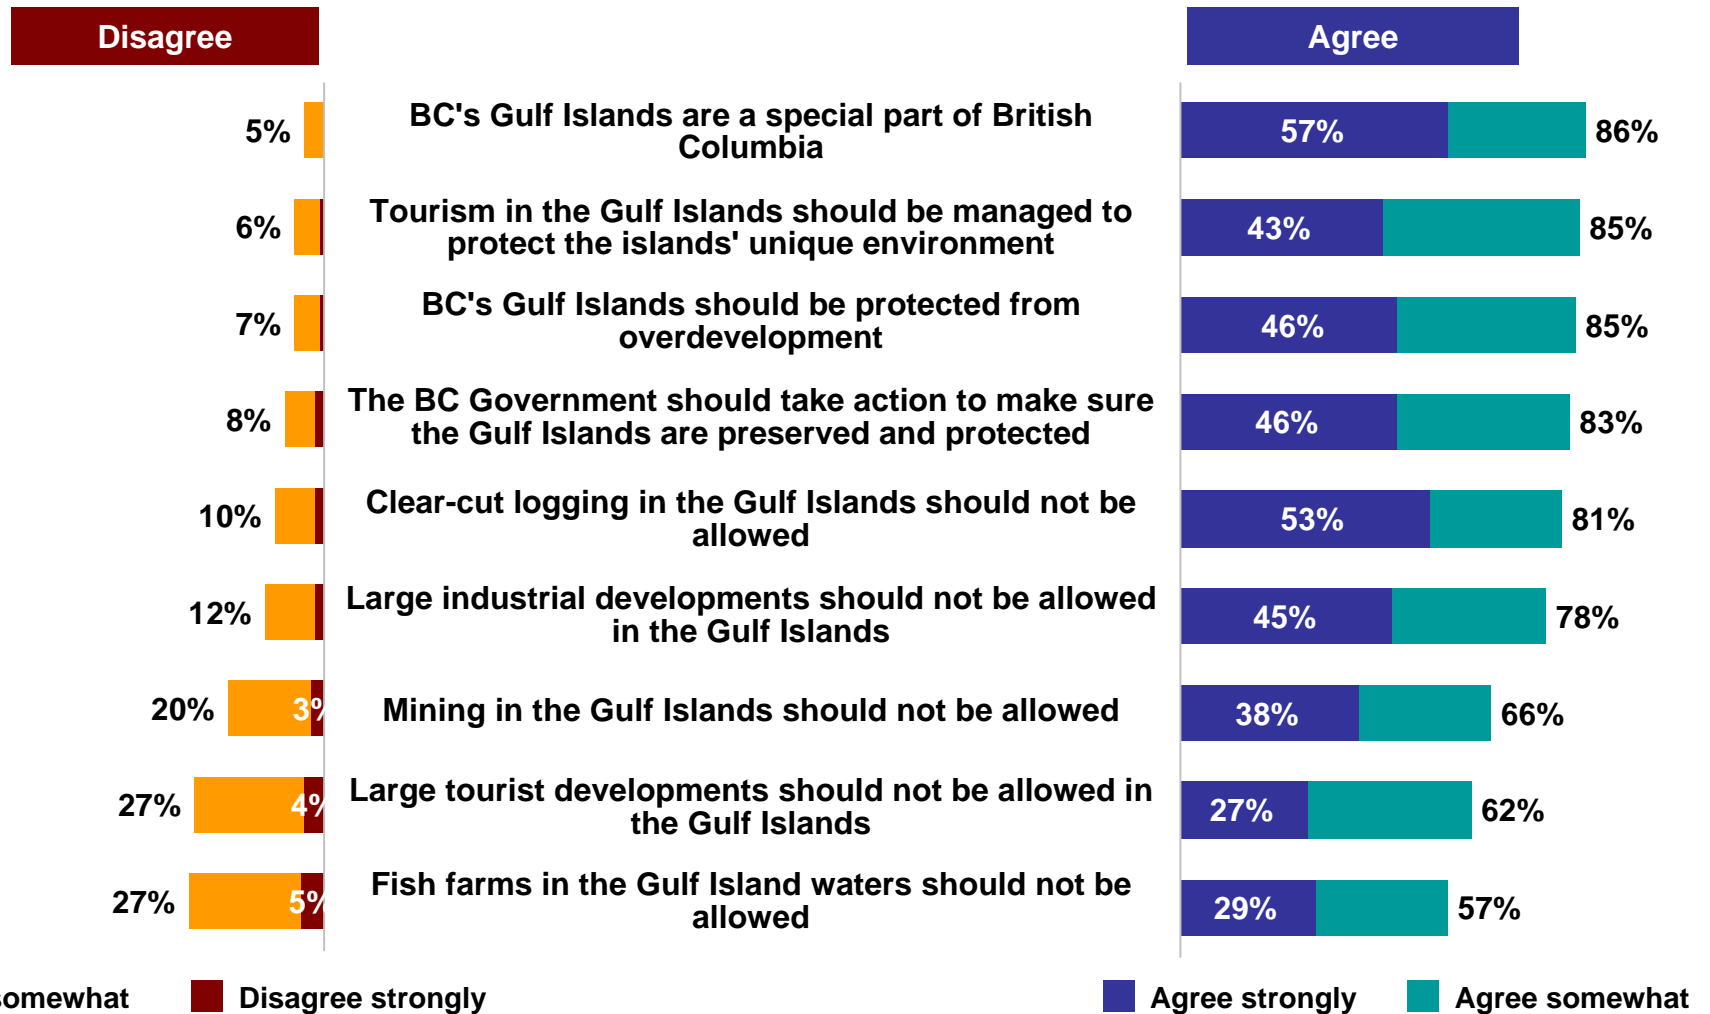 Disagree
Agree
5%
BC's Gulf Islands are a special part of British
Columbia
57%
86%
6%
Tourism in the Gulf Islands should be managed to
protect the islands' unique environment
43%
85%
7%
BC's Gulf Islands should be protected from
overdevelopment
46%
85%
8%
The BC Government should take action to make sure
the Gulf Islands are preserved and protected
46%
83%
10%
Clear-cut logging in the Gulf Islands should not be
allowed
53%
81%
12%
Large industrial developments should not be allowed
in the Gulf Islands
45%
78%
20%
3%
Mining in the Gulf Islands should not be allowed
38%
66%
27%
4%
Large tourist developments should not be allowed in
the Gulf Islands
27%
62%
27%
5%
Fish farms in the Gulf Island waters should not be
allowed
29%
57%
somewhat
Disagree strongly
Agree strongly
Agree somewhat